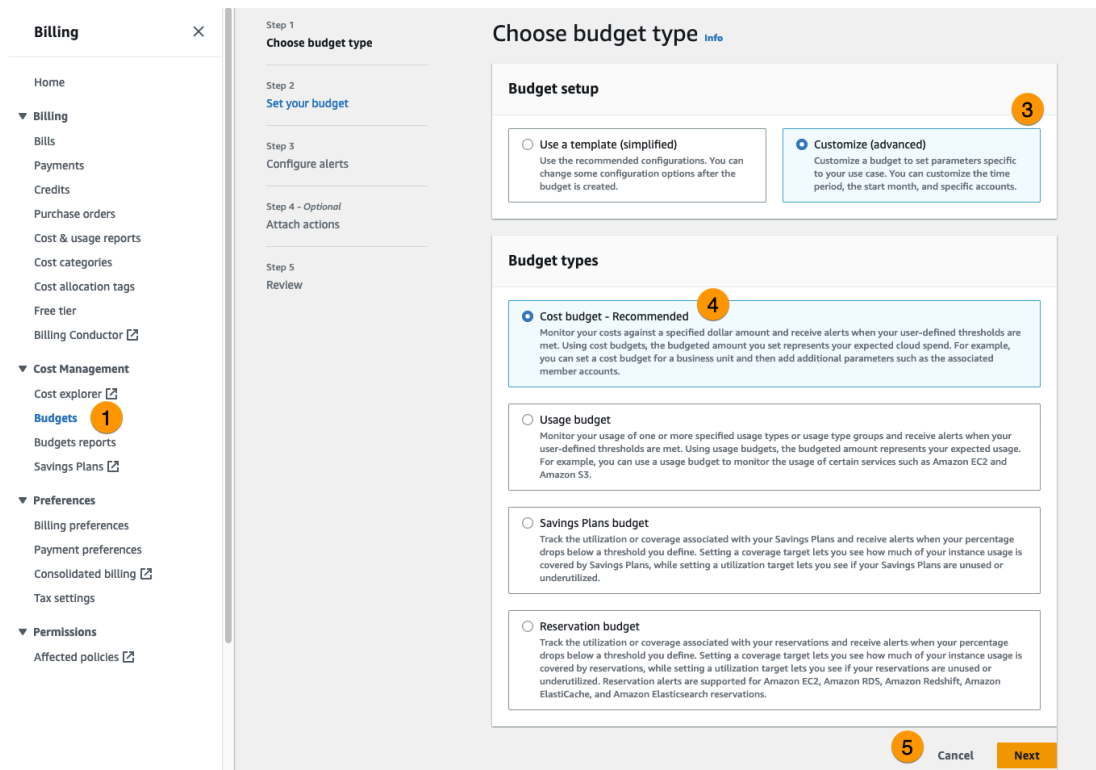 Billing
Home
Billing
Bills
Payments
Credits
Purchase orders
Cost & usage reports
Cost categories
Cost allocation tags
Free tier
Billing Conductor
Cost Management
Cost explorer
Budgets 1
Budgets reports
Savings Plans
Preferences
Billing preferences
Payment preferences
Consolidated billing
Tax settings
Permissions
Affected policies
Step 1
Choose budget type
Step 2
Set your budget
Step 3
Configure alerts
Step 4 - Optional
Attach actions
Step 5
Review
Choose budget type Info
Budget setup
3
Use a template (simplified)
Use the recommended configurations. You can
change some configuration options after the
budget is created.
Customize (advanced)
Customize a budget to set parameters specific
to your use case. You can customize the time
period, the start month, and specific accounts.
Budget types
4
Cost budget - Recommended
Monitor your costs against a specified dollar amount and receive alerts when your user-defined thresholds are
met. Using cost budgets, the budgeted amount you set represents your expected cloud spend. For example,
you can set a cost budget for a business unit and then add additional parameters such as the associated
member accounts.
Usage budget
Monitor your usage of one or more specified usage types or usage type groups and receive alerts when your
user-defined thresholds are met. Using usage budgets, the budgeted amount represents your expected usage.
For example, you can use a usage budget to monitor the usage of certain services such as Amazon EC2 and
Amazon S3.
Savings Plans budget
Track the utilization or coverage associated with your Savings Plans and receive alerts when your percentage
drops below a threshold you define. Setting a coverage target lets you see how much of your instance usage is
covered by Savings Plans, while setting a utilization target lets you see if your Savings Plans are unused or
underutilized.
Reservation budget
Track the utilization or coverage associated with your reservations and receive alerts when your percentage
drops below a threshold you define. Setting a coverage target lets you see how much of your instance usage is
covered by reservations, while setting a utilization target lets you see if your reservations are unused or
underutilized. Reservation alerts are supported for Amazon EC2, Amazon RDS, Amazon Redshift, Amazon
ElastiCache, and Amazon Elasticsearch reservations.
5 Cancel Next